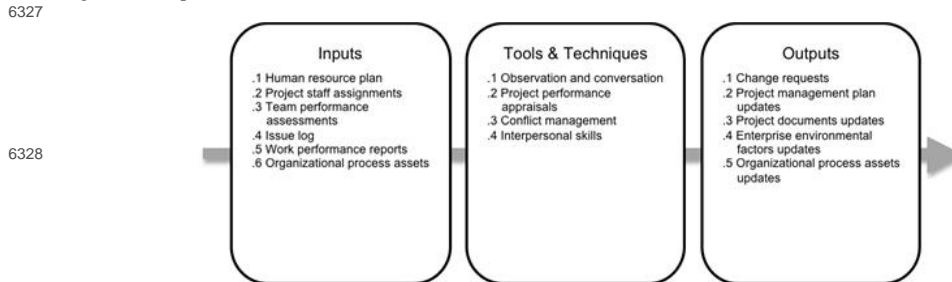 6327
Inputs
.1 Human resource plan
.2 Project staff assignments
.3 Team performance
assessments
.4 Issue log
.5 Work performance reports
.6 Organizational process assets
Tools & Techniques
.1 Observation and conversation
.2 Project performance
appraisals
.3 Conflict management
.4 Interpersonal skills
Outputs
.1 Change requests
.2 Project management plan
updates
.3 Project documents updates
.4 Enterprise environmental
factors updates
.5 Organizational process assets
updates
6328